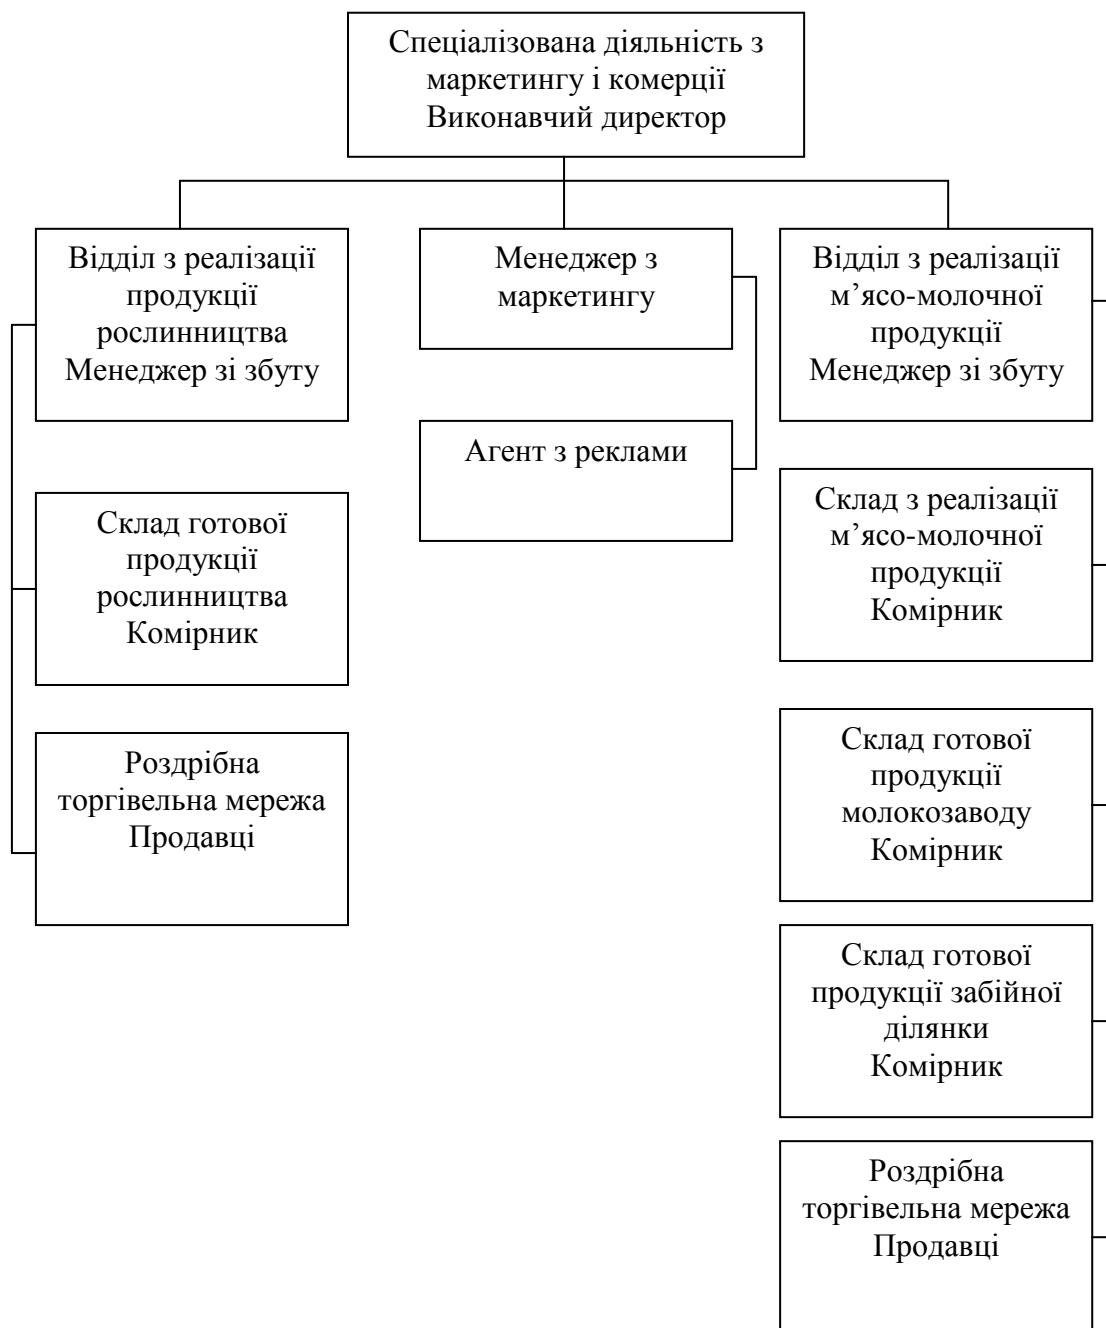 Спеціалізована діяльність з
маркетингу і комерції
Виконавчий директор
Відділ з реалізації
продукції
рослинництва
Менеджер зі збуту
Менеджер з
маркетингу
Відділ з реалізації
м’ясо-молочної
продукції
Менеджер зі збуту
Агент з реклами
Склад готової
продукції
рослинництва
Комірник
Склад з реалізації
м’ясо-молочної
продукції
Комірник
Роздрібна
торгівельна мережа
Продавці
Склад готової
продукції
молокозаводу
Комірник
Склад готової
продукції забійної
ділянки
Комірник
Роздрібна
торгівельна мережа
Продавці